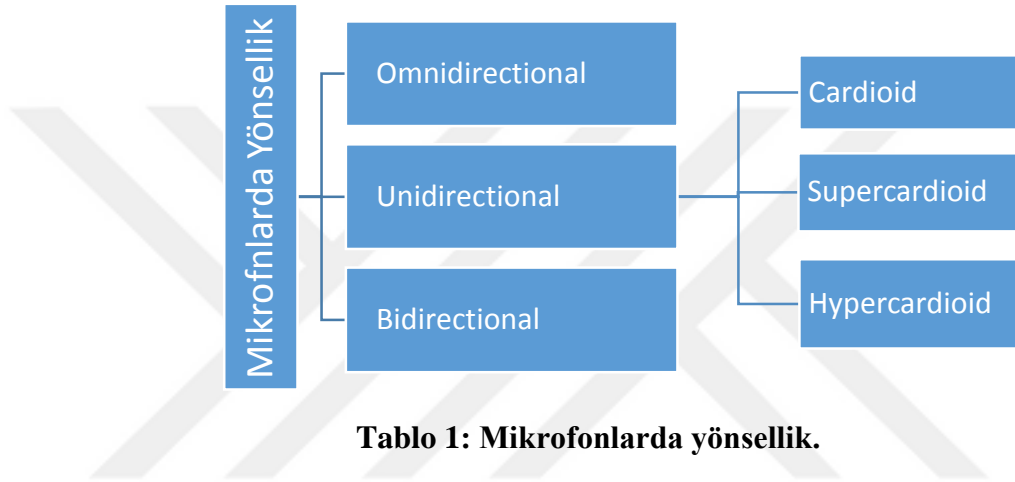 Mikrofnlarda Yönsellik
Omnidirectional
Unidirectional
Bidirectional
Cardioid
Supercardioid
Hypercardioid
Tablo 1: Mikrofonlarda yönsellik.